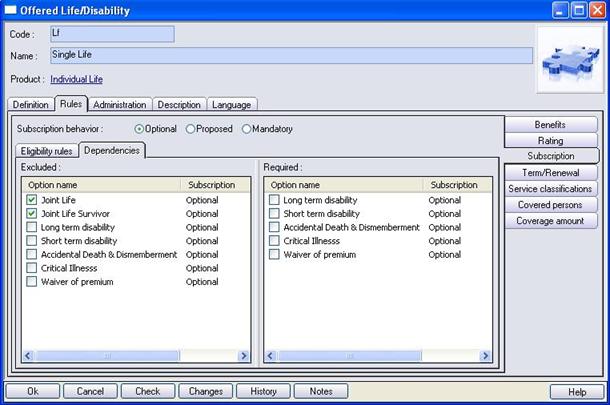 Offered Life/Disability
Code : Lf
Name : Single Life
Product : Individual Life
Definition Rules Administration Description Language
Subscription behavior : Optional Proposed Mandatory
Eligibility rules Dependencies
Excluded :
Option name Subscription
Joint Life Optional
Joint Life Survivor Optional
Long term disability Optional
Short term disability Optional
Accidental Death & Dismemberment Optional
Critical Illnesss Optional
Waiver of premium Optional
Required :
Option name Subscription
Long term disability Optional
Short term disability Optional
Accidental Death & Dismemberment Optional
Critical Illnesss Optional
Waiver of premium Optional
Benefits
Rating
Subscription
Term/Renewal
Service classifications
Covered persons
Coverage amount
Ok Cancel Check Changes History Notes Help